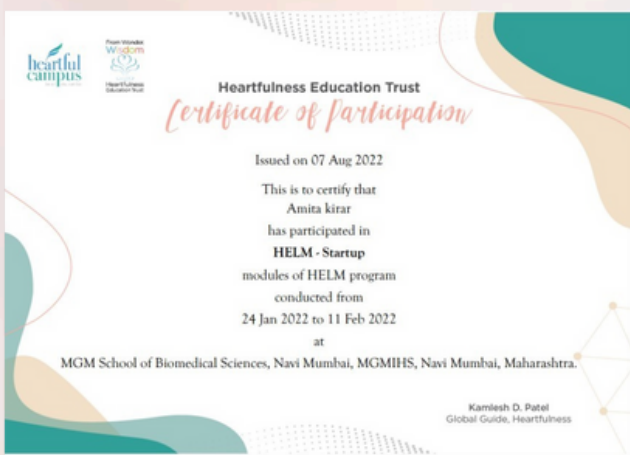 heartful
campus
From Wonder
Wisdom
Heartfulness
Education Trust
Heartfulness Education Trust
Certificate of Participation
Issued on 07 Aug 2022
This is to certify that
Amita kirar
has participated in
HELM - Startup
modules of HELM program
conducted from
24 Jan 2022 to 11 Feb 2022
at
MGM School of Biomedical Sciences, Navi Mumbai, MGMIHS, Navi Mumbai, Maharashtra.
Kamlesh D. Patel
Global Guide, Heartfulness